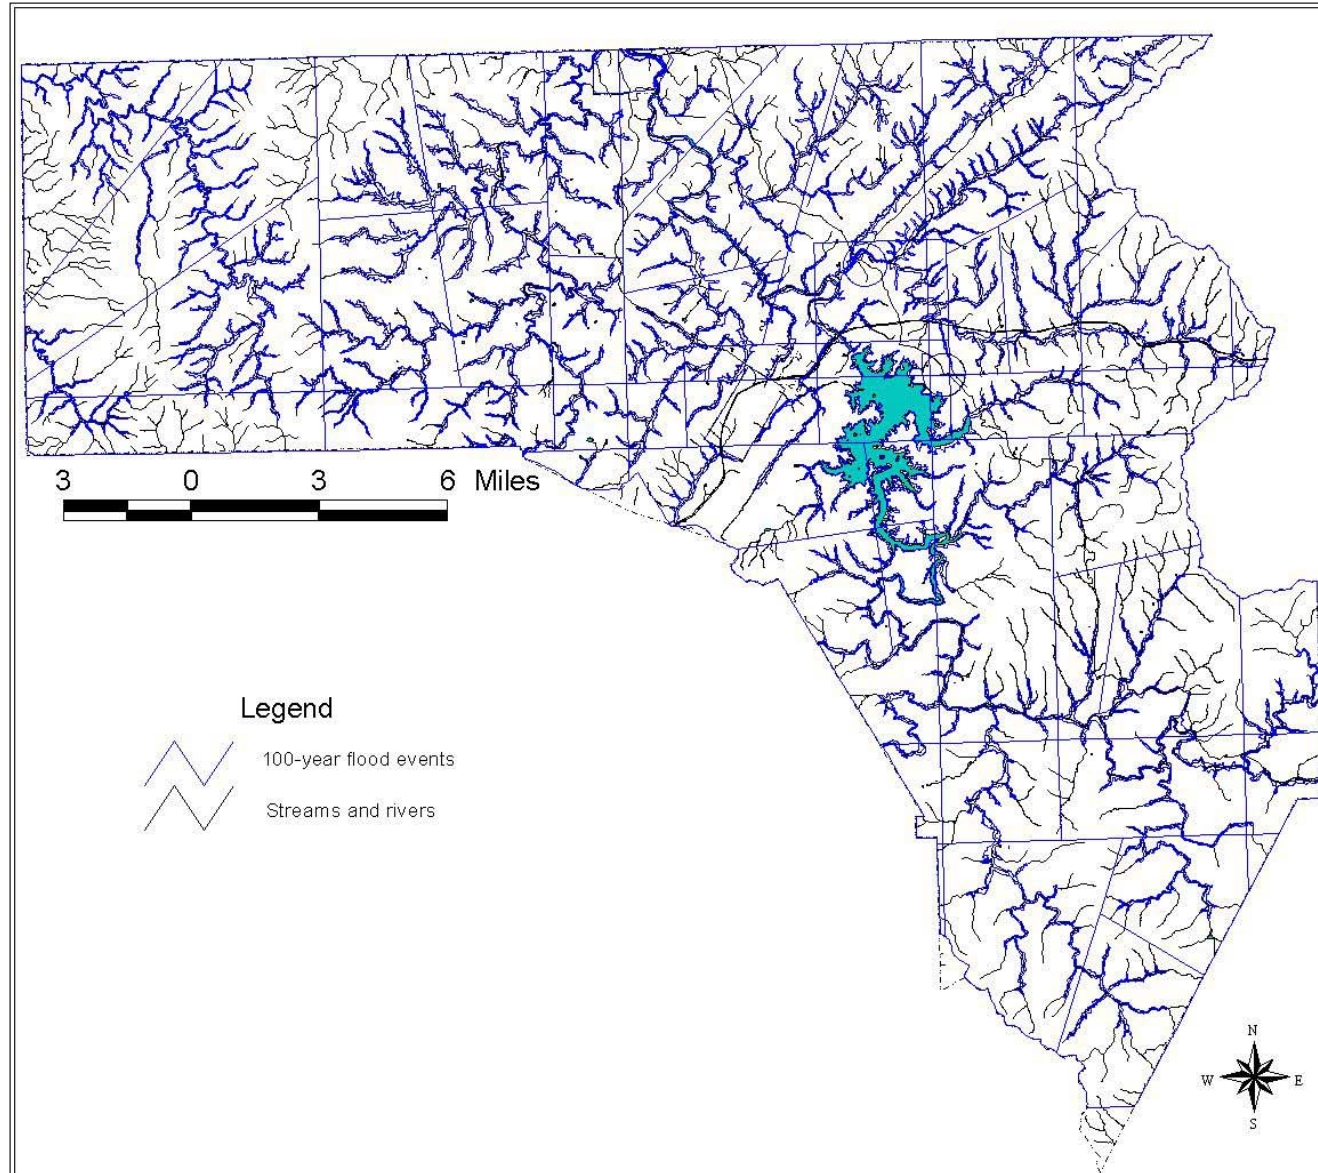 3 0 3 6 Miles
Legend
100-year flood events
Streams and rivers
N
W E
S